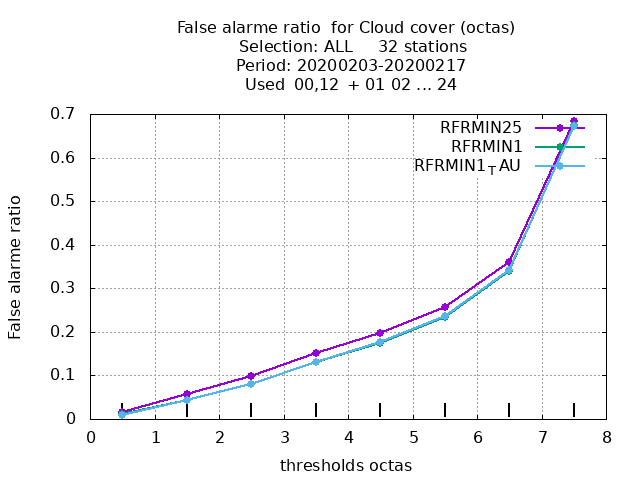 False alarme ratio  for Cloud cover (octas)
Selection: ALL     32 stations
Period: 20200203-20200217
Used  00,12  + 01 02 ... 24
RFRMIN25
RFRMIN1
RFRMIN1TAU
False alarme ratio
0.7
0.6
0.5
0.4
0.3
0.2
0.1
0
0 1 2 3 4 5 6 7 8
thresholds octas